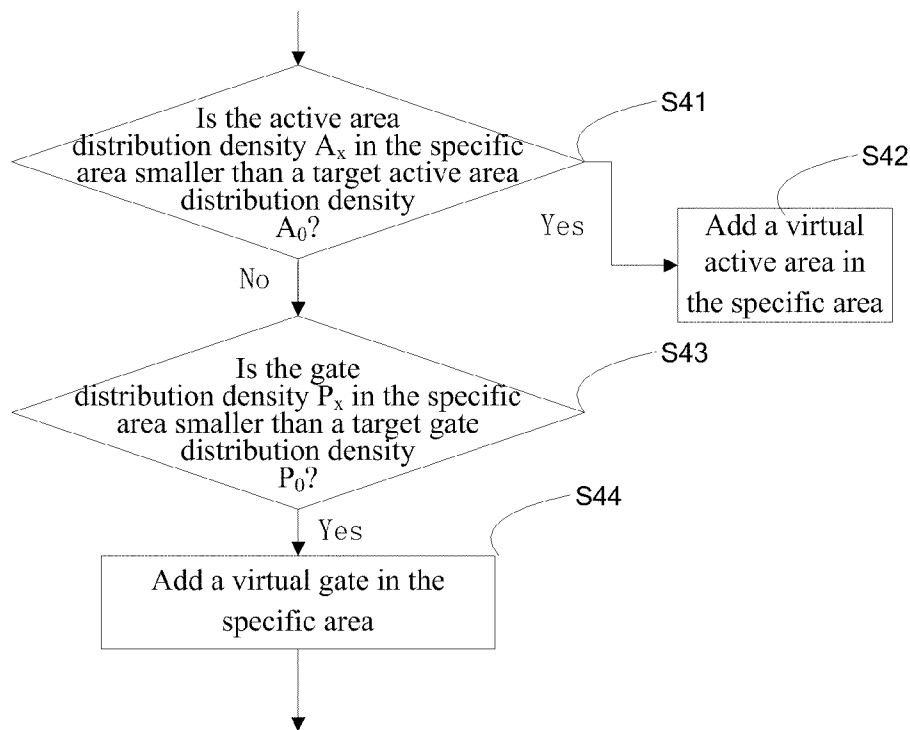 Is the active area
distribution density Aₓ in the specific
area smaller than a target active area
distribution density
A₀?
S41
Yes
S42
Add a virtual
active area in
the specific area
No
Is the gate
distribution density Pₓ in the specific
area smaller than a target gate
distribution density
P₀?
S43
Yes
S44
Add a virtual gate in the
specific area